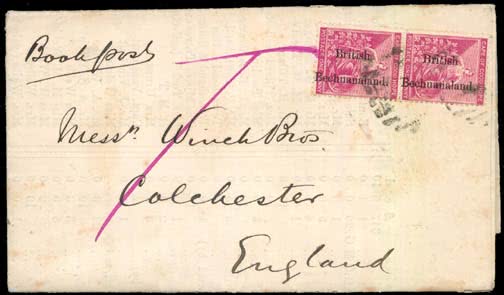 Book post
British
Bechuanaland.
British
Bechuanaland.
Messrs Winch Bros.
Colchester
England